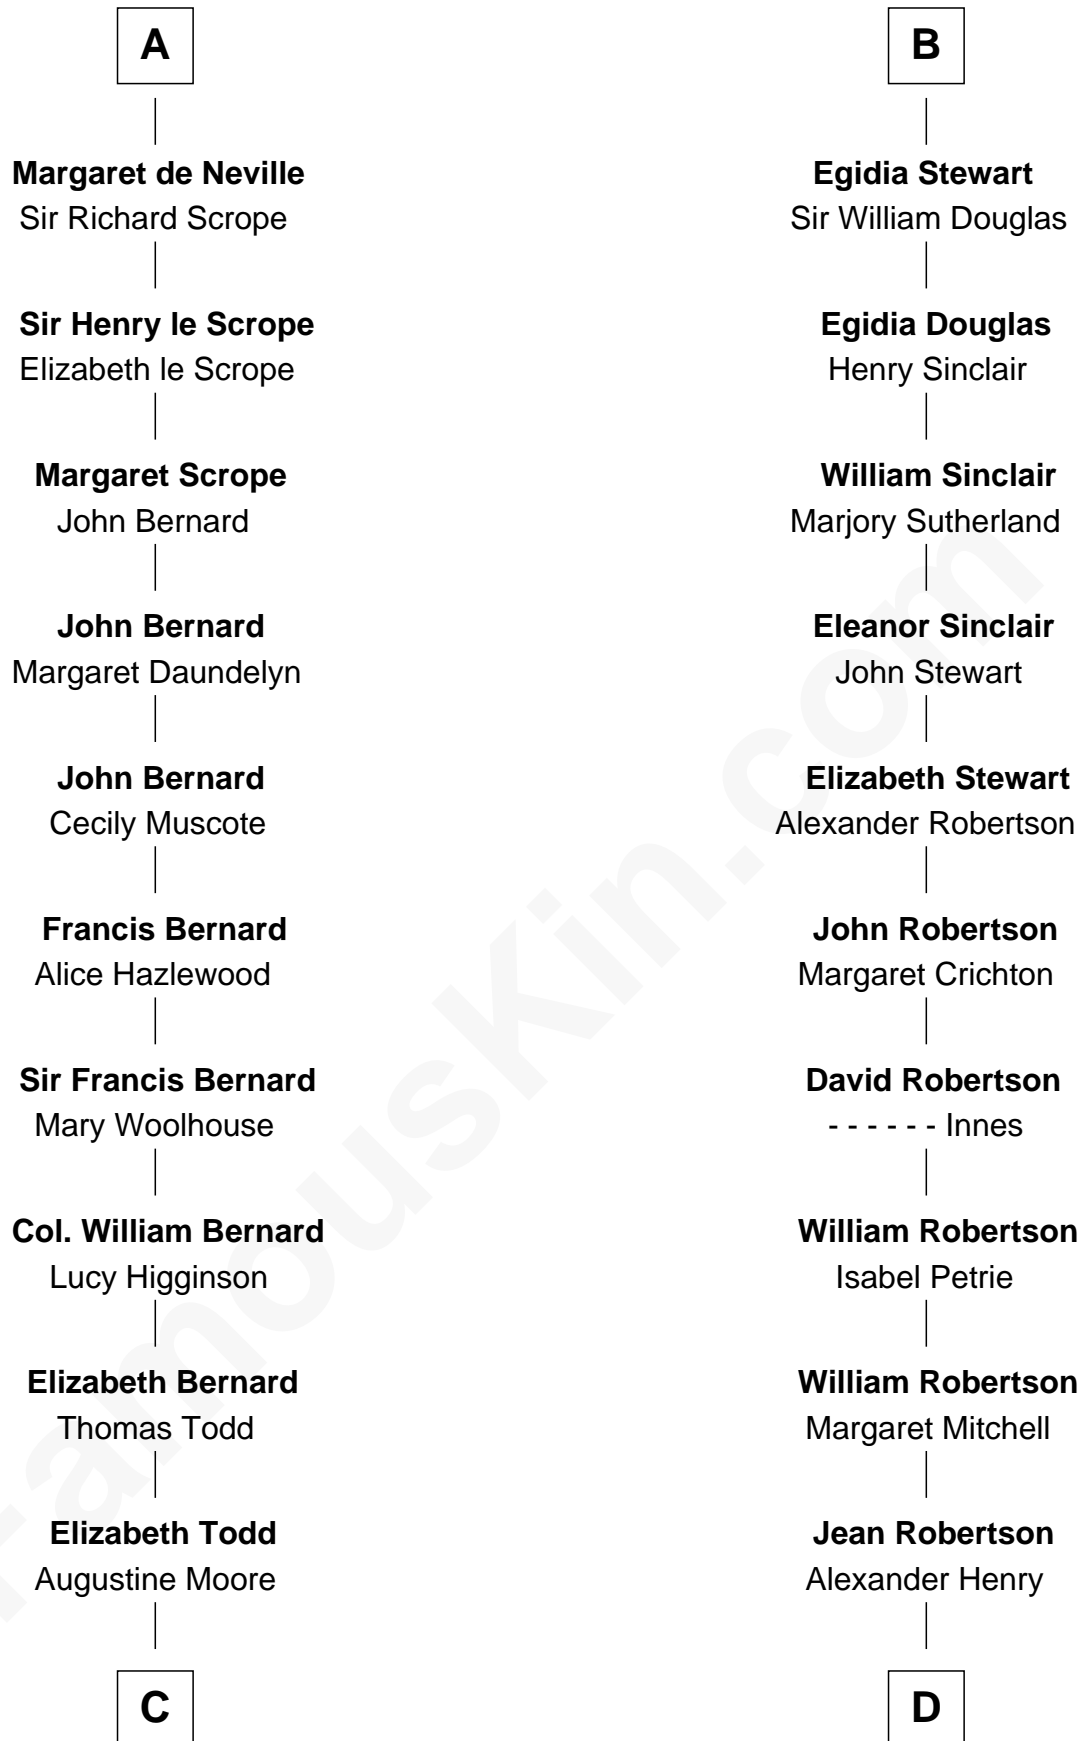 A
Margaret de Neville
Sir Richard Scrope
Sir Henry le Scrope
Elizabeth le Scrope
Margaret Scrope
John Bernard
John Bernard
Margaret Daundelyn
John Bernard
Cecily Muscote
Francis Bernard
Alice Hazlewood
Sir Francis Bernard
Mary Woolhouse
Col. William Bernard
Lucy Higginson
Elizabeth Bernard
Thomas Todd
Elizabeth Todd
Augustine Moore
C
B
Egidia Stewart
Sir William Douglas
Egidia Douglas
Henry Sinclair
William Sinclair
Marjory Sutherland
Eleanor Sinclair
John Stewart
Elizabeth Stewart
Alexander Robertson
John Robertson
Margaret Crichton
David Robertson
- - - - - - Innes
William Robertson
Isabel Petrie
William Robertson
Margaret Mitchell
Jean Robertson
Alexander Henry
D
FamousKin.com